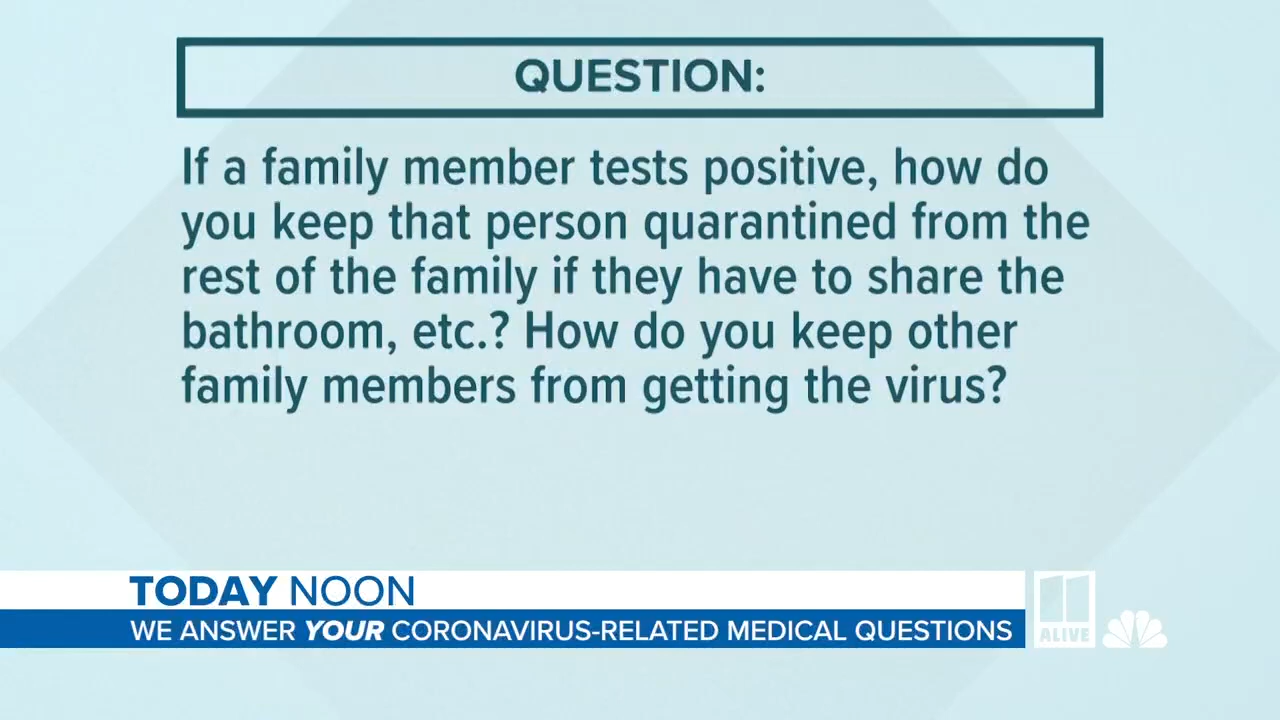 QUESTION:
If a family member tests positive, how do
you keep that person quarantined from the
rest of the family if they have to share the
bathroom, etc.? How do you keep other
family members from getting the virus?
TODAY NOON
WE ANSWER YOUR CORONAVIRUS-RELATED MEDICAL QUESTIONS
11
ALIVE